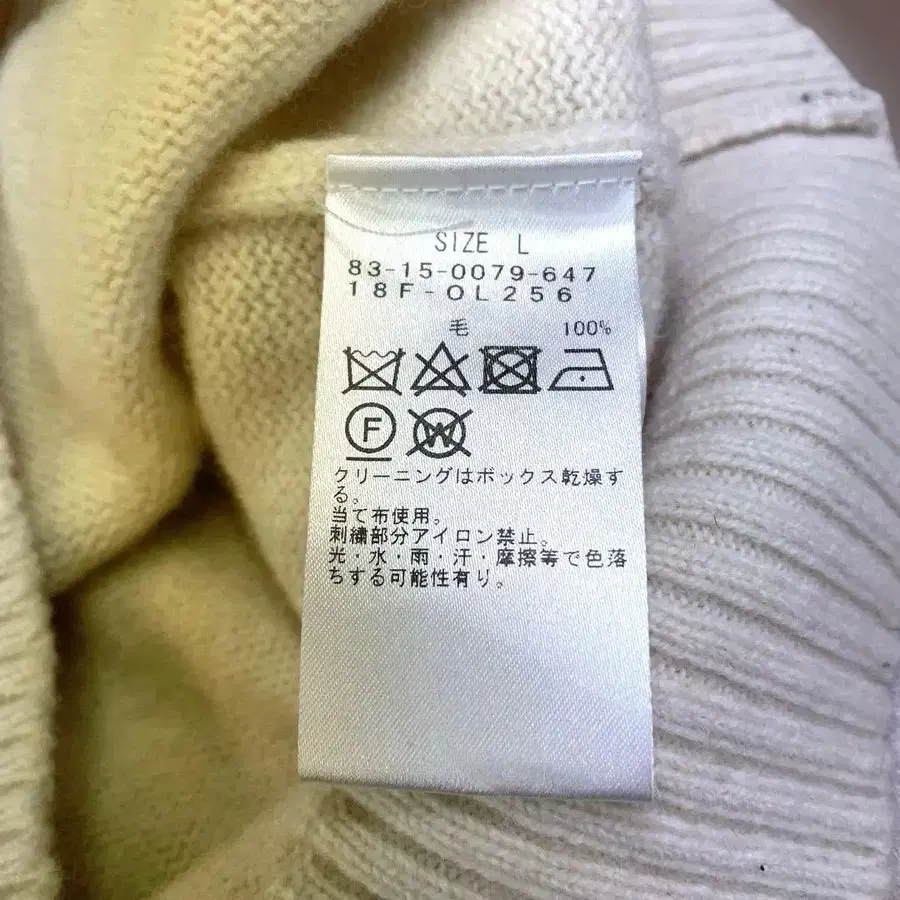 SIZE L
83-15-0079-647
18F-OL256
毛 100%
F
W
クリーニングはボックス乾燥す
る。
当て布使用。
刺繍部分アイロン禁止。
光・水・雨・汗・摩擦等で色落
ちする可能性有り。